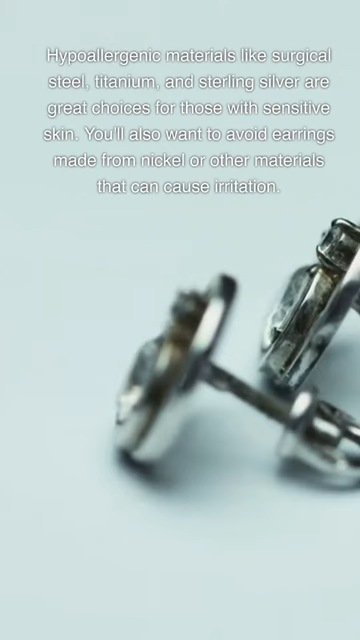 Hypoallergenic materials like surgical
steel, titanium, and sterling silver are
great choices for those with sensitive
skin. You'll also want to avoid earrings
made from nickel or other materials
that can cause irritation.